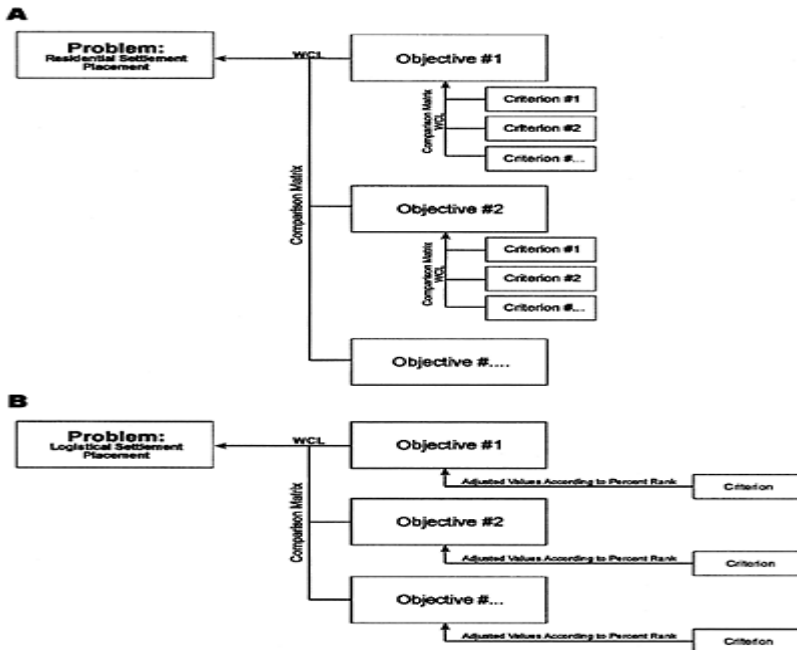 A
Problem:
Residential Settlement
Placement
WCL
Objective #1
Comparison Matrix
WCL
Criterion #1
Criterion #2
Criterion #...
Comparison Matrix
Objective #2
Comparison Matrix
WCL
Criterion #1
Criterion #2
Criterion #...
Objective #....
B
Problem:
Logistical Settlement
Placement
WCL
Objective #1
Adjusted Values According to Percent Rank
Criterion
Comparison Matrix
Objective #2
Adjusted Values According to Percent Rank
Criterion
Objective #...
Adjusted Values According to Percent Rank
Criterion